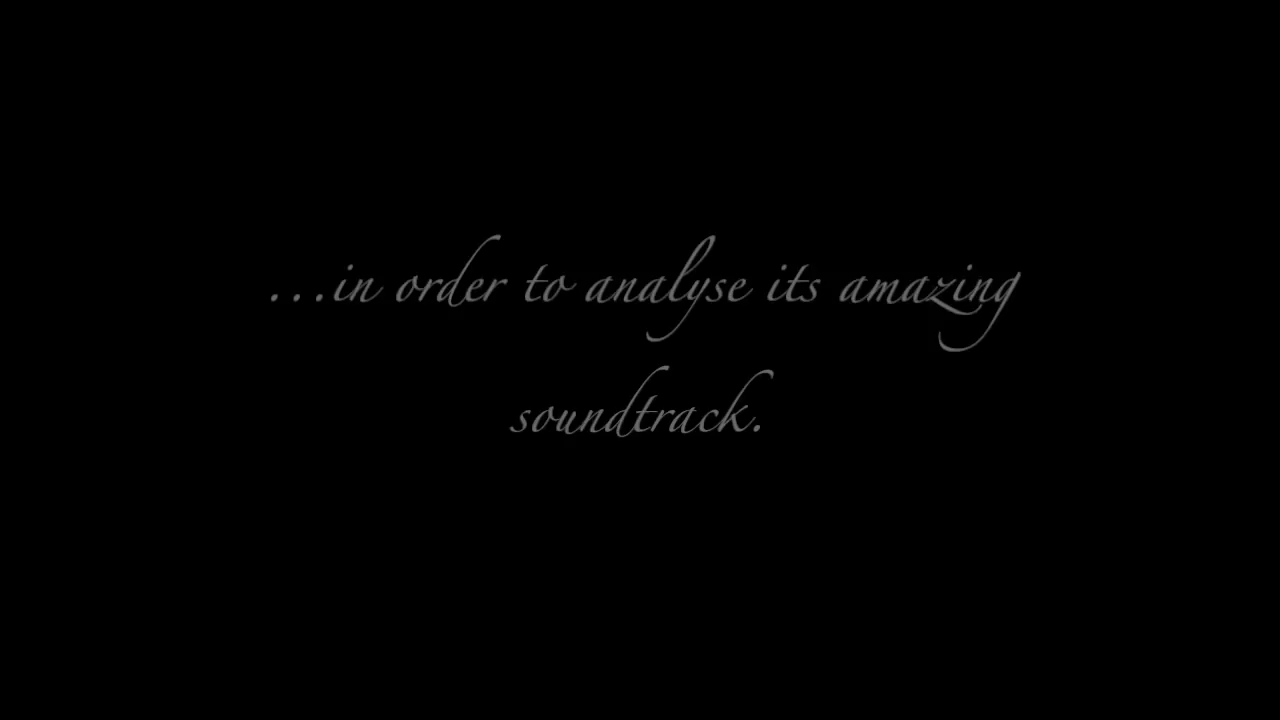 ...in order to analyse its amazing
soundtrack.